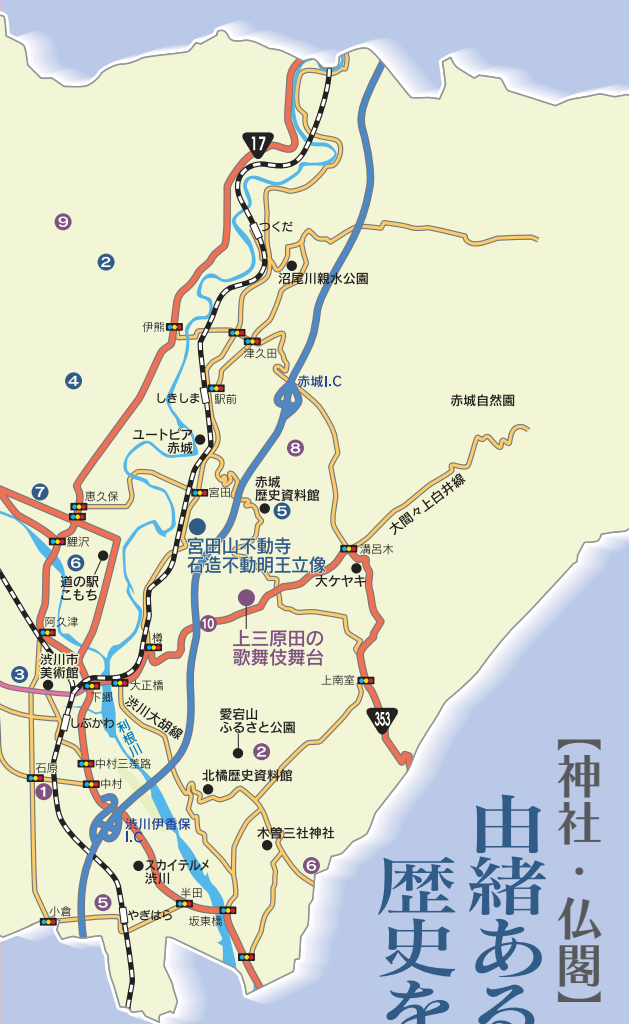 17
つくだ
9
2
沼尾川親水公園
伊熊
津久田
4
しきしま
駅前
赤城I.C
赤城自然園
ユートピア
赤城
8
7
恵久保
宮田
赤城
歴史資料館
5
大間々上白井線
鯉沢
宮田山不動寺
石造不動明王立像
溝呂木
6
道の駅
こもち
大ケヤキ
阿久津
10
上三原田の
歌舞伎舞台
樽
渋川市
美術館
3
上南室
下郷
大正橋
渋川大胡線
353
しぶかわ
利根川
愛宕山
ふるさと公園
2
石原
中村三差路
中村
北橘歴史資料館
1
渋川伊香保
I.C
木曽三社神社
スカイテルメ
渋川
6
5
半田
小倉
やぎはら
坂東橋
【神社・仏閣】
由緒ある
歴史を